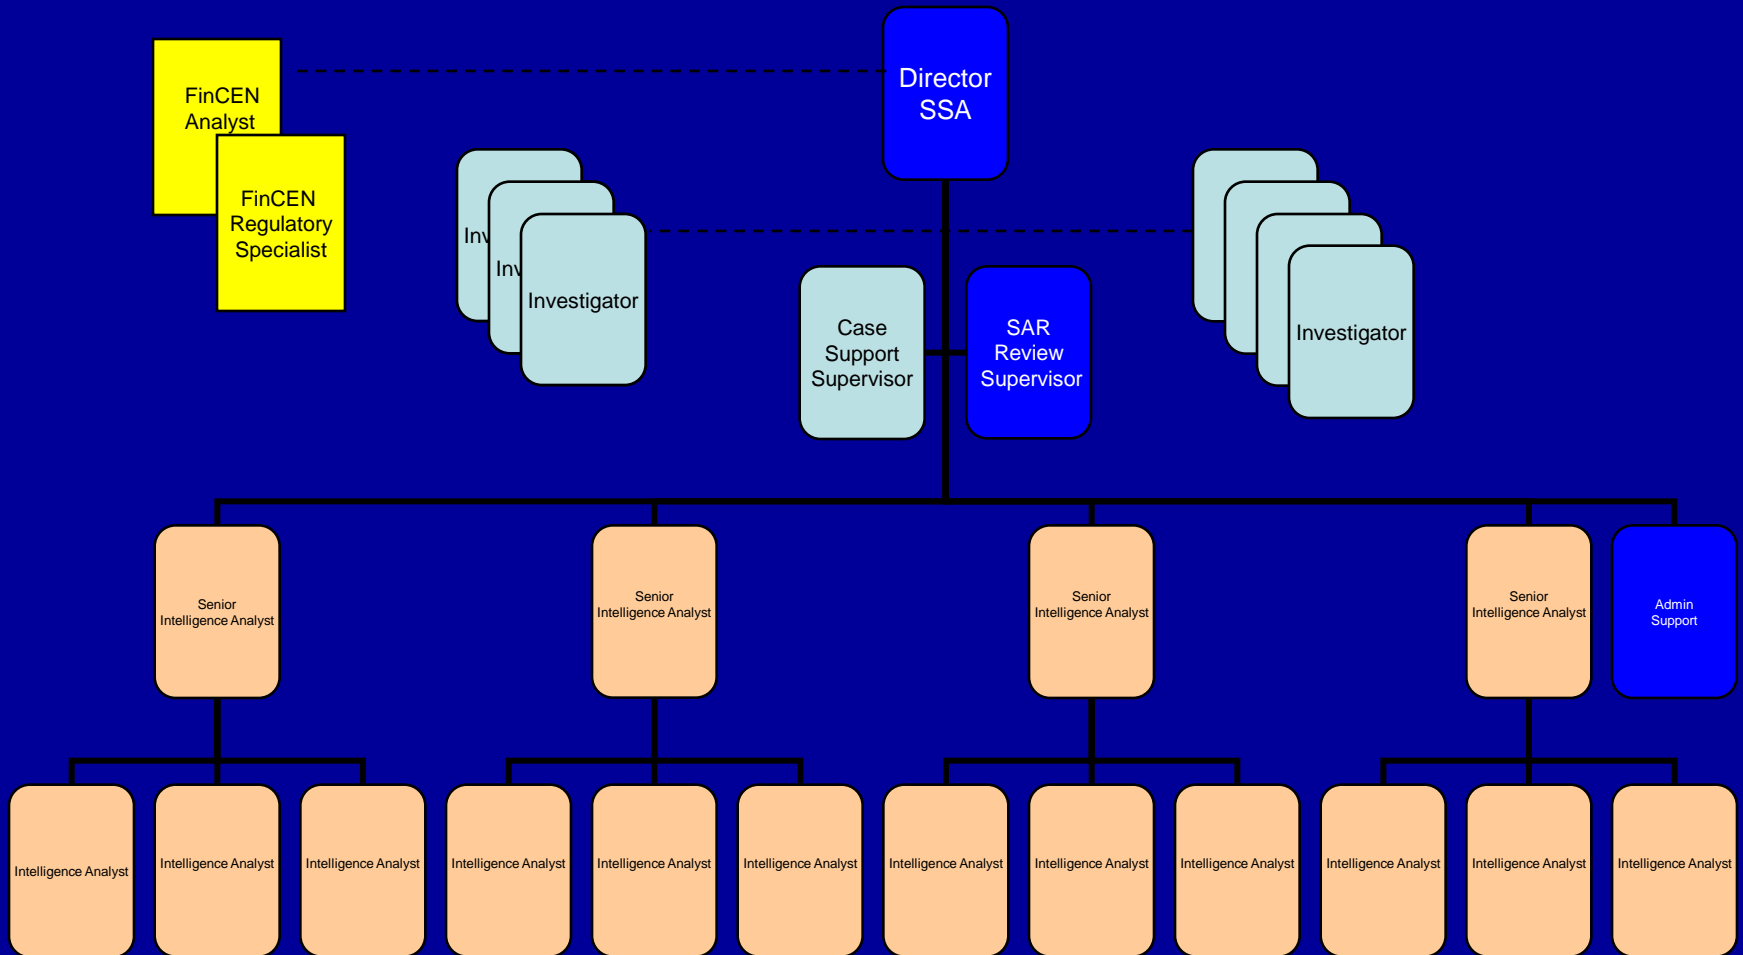 Director
SSA
FinCEN
Analyst
FinCEN
Regulatory
Specialist
Inv
Inv
Investigator
Investigator
Case
Support
Supervisor
SAR
Review
Supervisor
Senior
Intelligence Analyst
Senior
Intelligence Analyst
Senior
Intelligence Analyst
Senior
Intelligence Analyst
Admin
Support
Intelligence Analyst
Intelligence Analyst
Intelligence Analyst
Intelligence Analyst
Intelligence Analyst
Intelligence Analyst
Intelligence Analyst
Intelligence Analyst
Intelligence Analyst
Intelligence Analyst
Intelligence Analyst
Intelligence Analyst